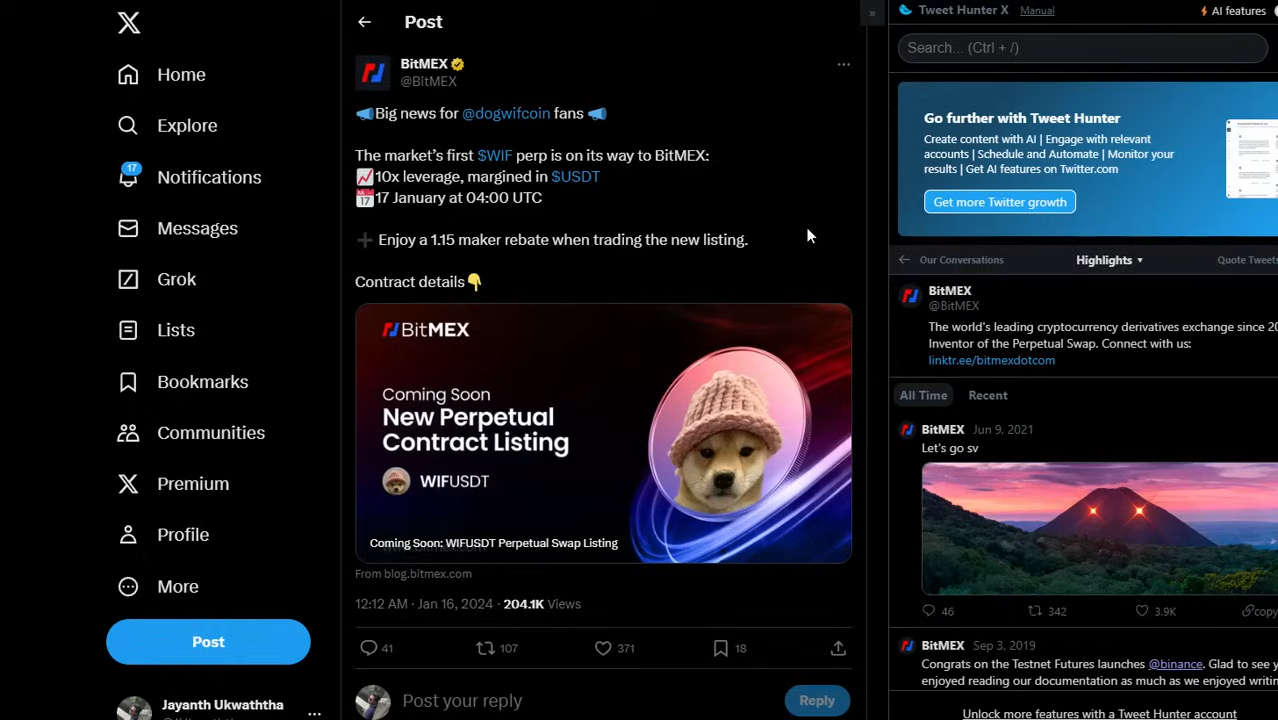 Home
Explore
17
Notifications
Messages
Grok
Lists
Bookmarks
Communities
Premium
Profile
More
Post
Jayanth Ukwaththa
Post
BitMEX
@BitMEX
📣Big news for @dogwifcoin fans 📣
The market's first $WIF perp is on its way to BitMEX:
📈10x leverage, margined in $USDT
📅17 January at 04:00 UTC
➕ Enjoy a 1.15 maker rebate when trading the new listing.
Contract details👇
BitMEX
Coming Soon
New Perpetual
Contract Listing
WIFUSDT
Coming Soon: WIFUSDT Perpetual Swap Listing
From blog.bitmex.com
12:12 AM · Jan 16, 2024 · 204.1K Views
41
107
371
18
Post your reply
Reply
Tweet Hunter X Manual
AI features
Search... (Ctrl + /)
Go further with Tweet Hunter
Create content with AI | Engage with relevant
accounts | Schedule and Automate | Monitor your
results | Get AI features on Twitter.com
Get more Twitter growth
Our Conversations
Highlights
Quote Tweets
BitMEX
@BitMEX
The world's leading cryptocurrency derivatives exchange since
Inventor of the Perpetual Swap. Connect with us:
linktr.ee/bitmexdotcom
All Time
Recent
BitMEX Jun 9, 2021
Let's go sv
46
342
3.9K
copy
BitMEX Sep 3, 2019
Congrats on the Testnet Futures launches @binance. Glad to see
enjoyed reading our documentation as much as we enjoyed
Unlock more features with a Tweet Hunter account